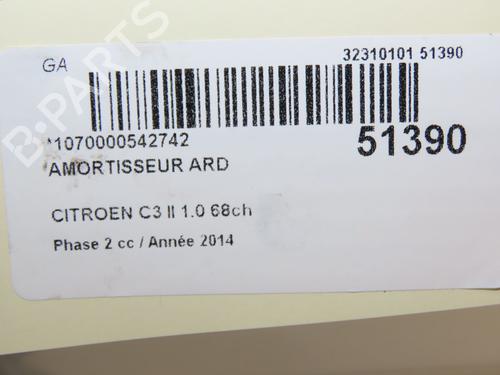 GA
32310101 51390
*1070000542742
51390
AMORTISSEUR ARD
CITROEN C3 II 1.0 68ch
Phase 2 cc / Année 2014
B-PARTS